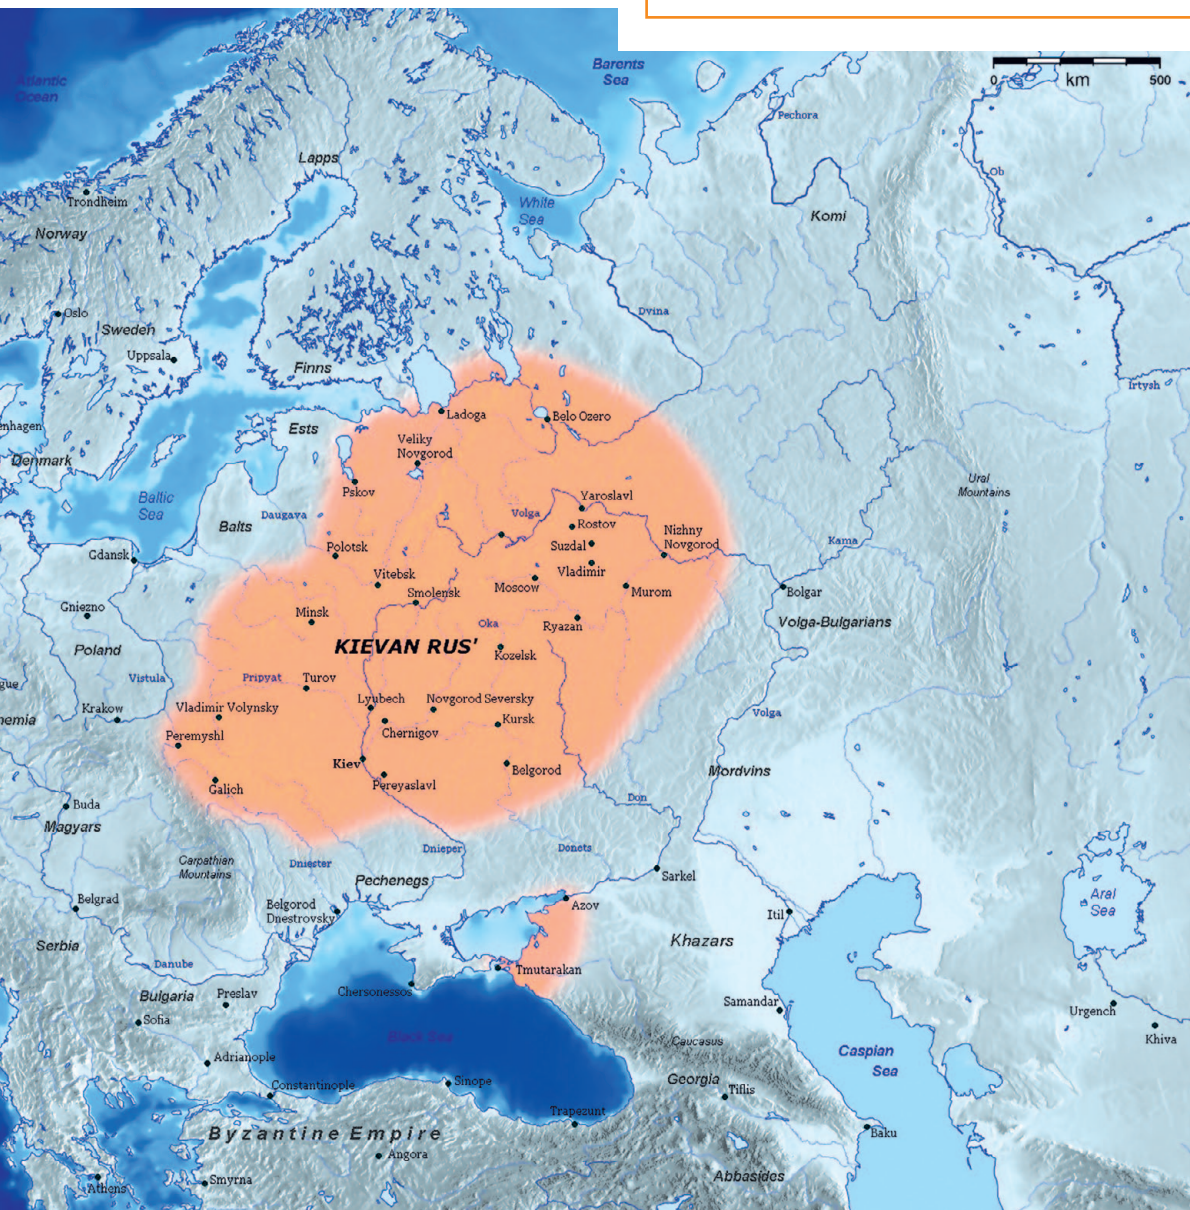 Barents
Sea
0
km
500
Atlantic
Ocean
Pechora
Lapps
Ob
Trondheim
White
Sea
Komi
Norway
Dvina
Oslo
Sweden
Uppsala
Finns
Irtysh
Ladoga
Belo Ozero
enhagen
Ests
Veliky
Novgorod
Denmark
Ural
Mountains
Pskov
Baltic
Sea
Yaroslavl
Daugava
Volga
Balts
Rostov
Nizhny
Novgorod
Kama
Suzdal
Polotsk
Gdansk
Vladimir
Vitebsk
Moscow
Murom
Bolgar
Smolensk
Gniezno
Minsk
Oka
Ryazan
Volga-Bulgarians
KIEVAN RUS'
Poland
Kozelsk
Vistula
Pripyat
Turov
gue
Lyubech
Novgorod Seversky
Vladimir Volynsky
Krakow
Volga
hemia
Kursk
Peremyshl
Chernigov
Kiev
Belgorod
Mordvins
Pereyaslavl
Galich
Don
Buda
Magyars
Dnieper
Donets
Carpathian
Mountains
Dniester
Pechenegs
Sarkel
Aral
Sea
Belgrad
Belgorod
Dnestrovsky
Azov
Itil
Serbia
Khazars
Danube
Tmutarakan
Bulgaria
Preslav
Chersonessos
Samandar
Urgench
Sofia
Black Sea
Caucasus
Khiva
Caspian
Sea
Adrianople
Georgia
Constantinople
Sinope
Tiflis
Trapezunt
Byzantine Empire
Baku
Angora
Abbasides
Smyrna
Athens